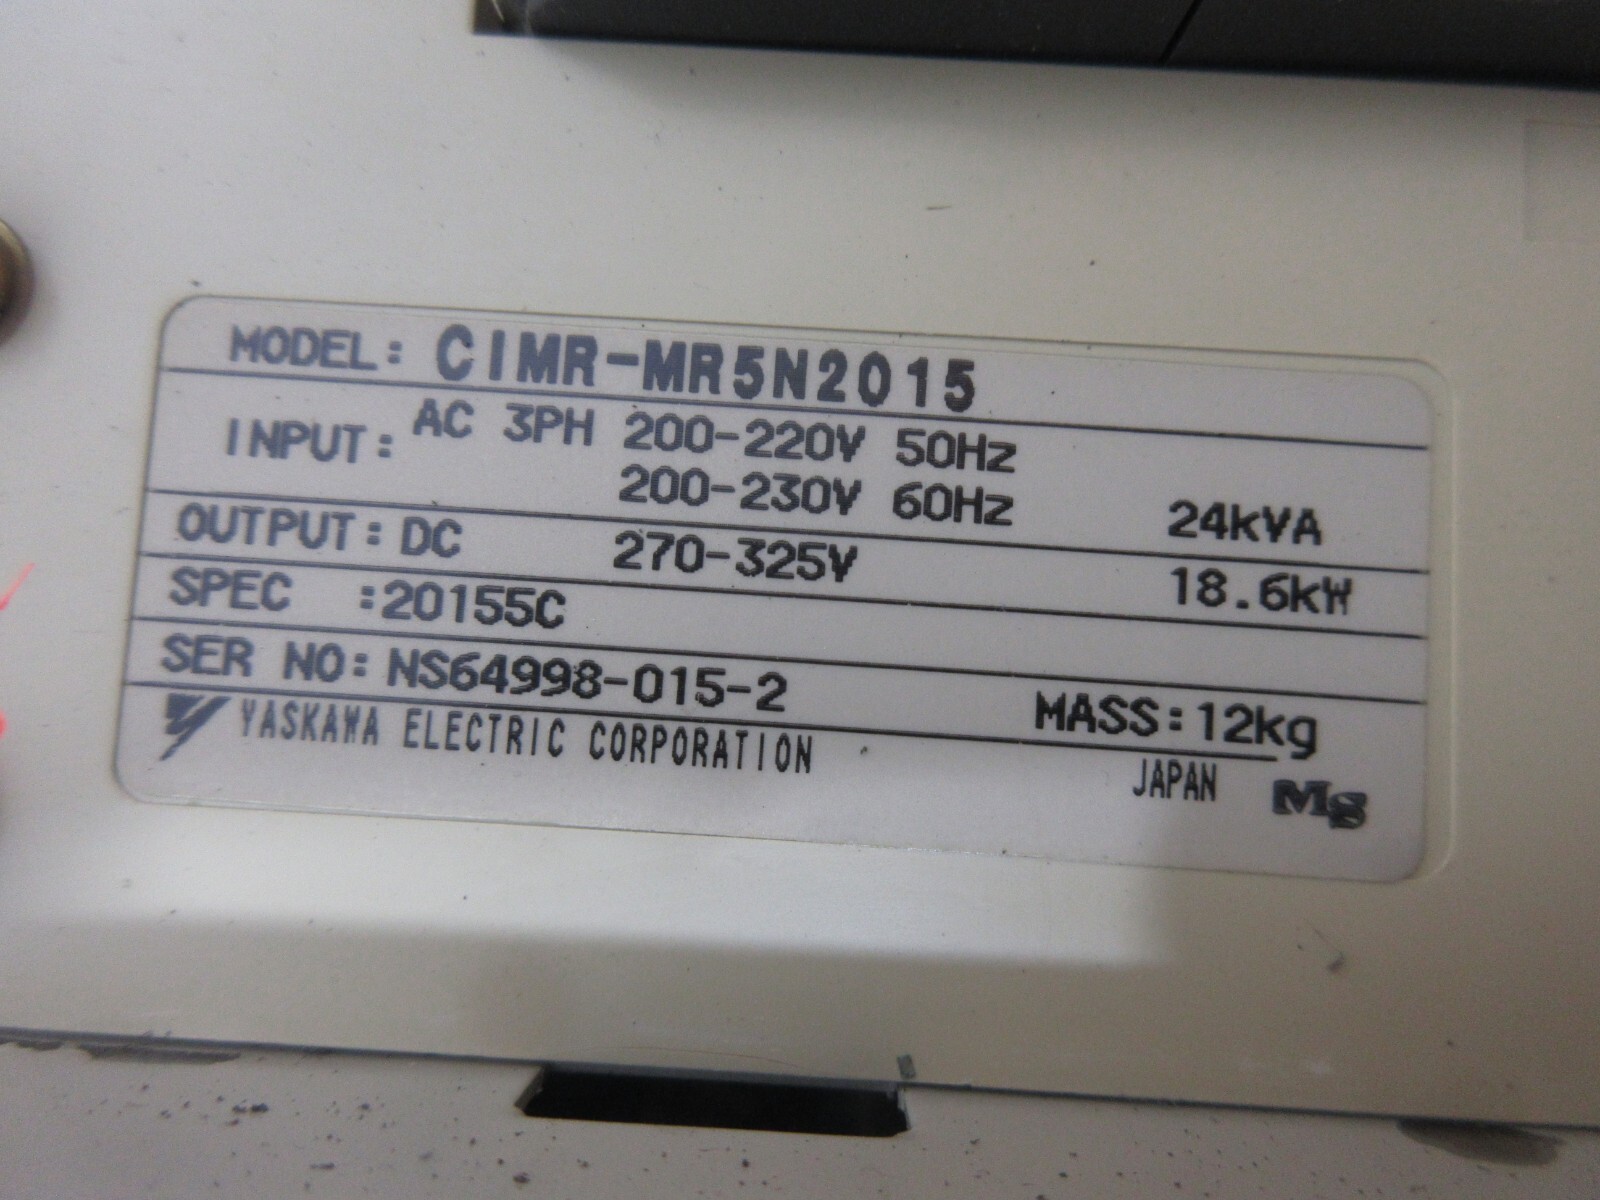 MODEL: CIMR-MR5N2015
INPUT: AC 3PH 200-220V 50Hz
200-230V 60Hz 24kVA
OUTPUT: DC 270-325V 18.6kW
SPEC :20155C
SER NO: NS64998-015-2 MASS:12kg
YASKAWA ELECTRIC CORPORATION JAPAN MS